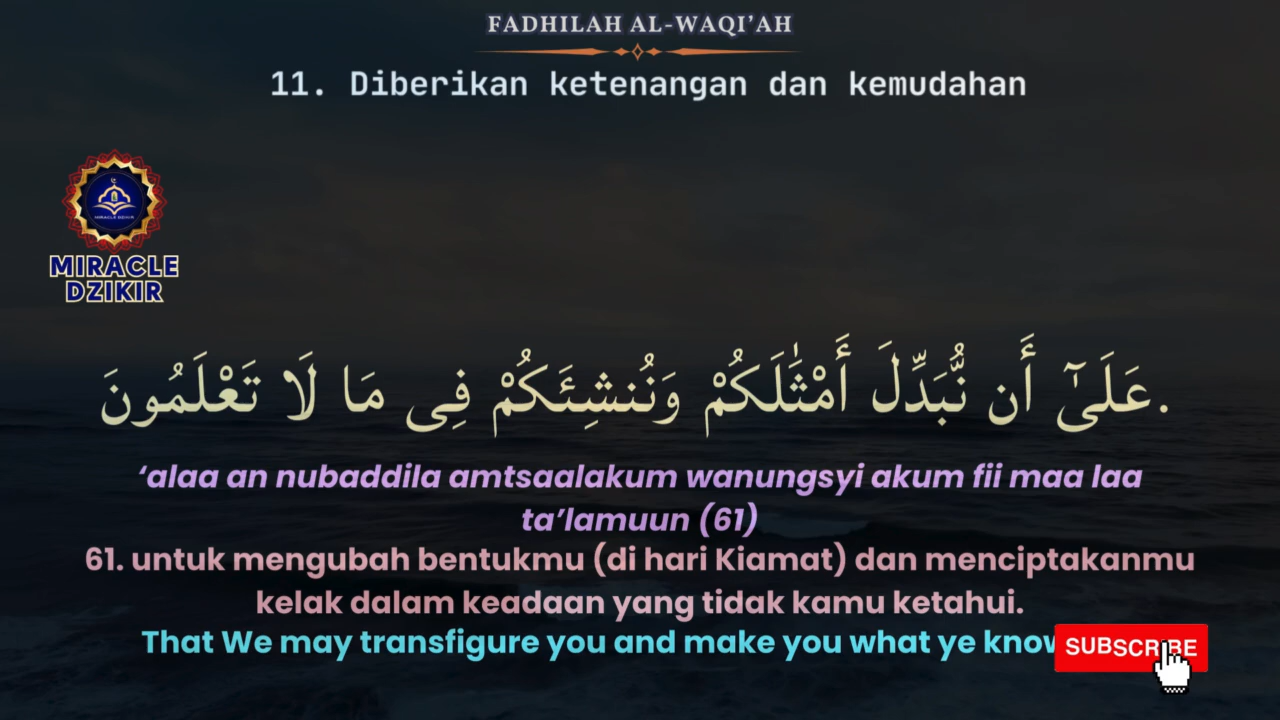 FADHILAH AL-WAQI'AH
11. Diberikan ketenangan dan kemudahan
MIRACLE DZIKIR
MIRACLE
DZIKIR
عَلَىٰٓ أَن نُّبَدِّلَ أَمْثَٰلَكُمْ وَنُنشِئَكُمْ فِى مَا لَا تَعْلَمُونَ.
‘alaa an nubaddila amtsaalakum wanungsyi akum fii maa laa
ta’lamuun (61)
61. untuk mengubah bentukmu (di hari Kiamat) dan menciptakanmu
kelak dalam keadaan yang tidak kamu ketahui.
That We may transfigure you and make you what ye know
SUBSCRIBE